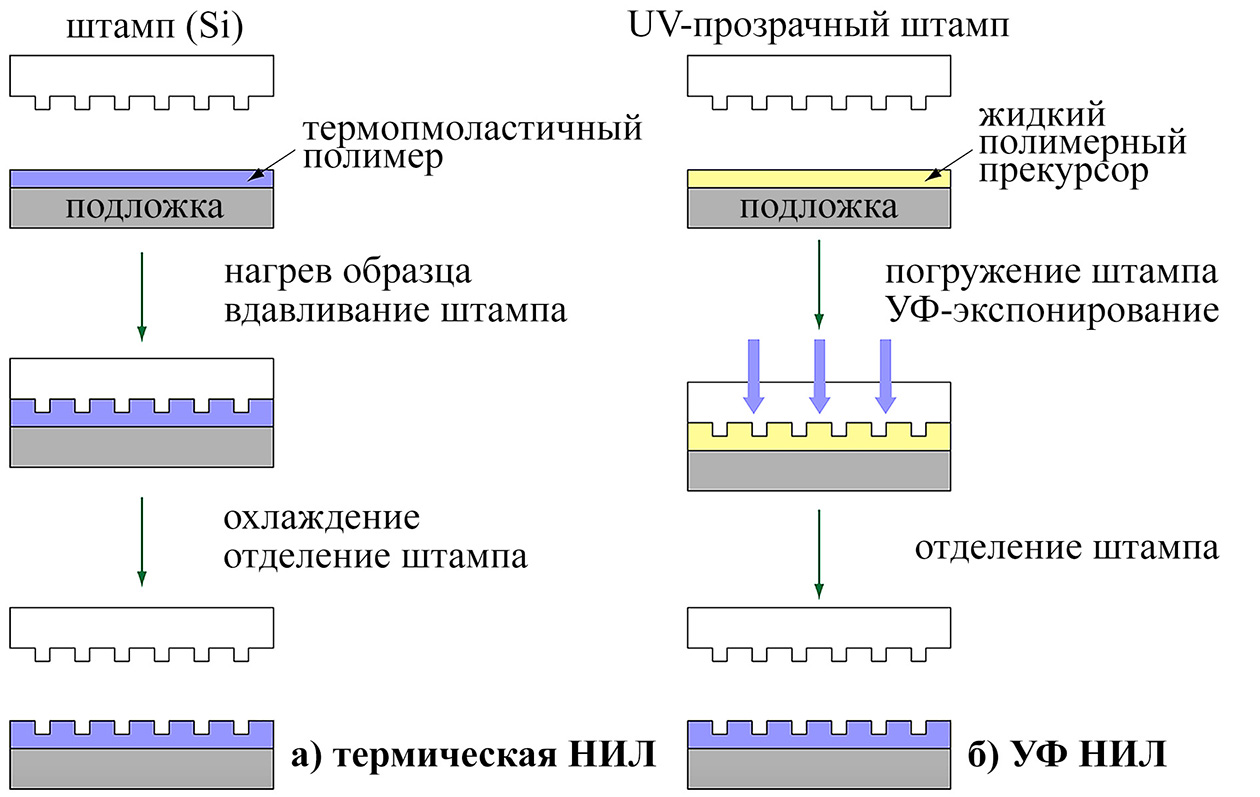 штамп (Si)
термопмоластичный
полимер
подложка
нагрев образца
вдавливание штампа
охлаждение
отделение штампа
а) термическая НИЛ
UV-прозрачный штамп
жидкий
полимерный
прекурсор
подложка
погружение штампа
УФ-экспонирование
отделение штампа
б) УФ НИЛ